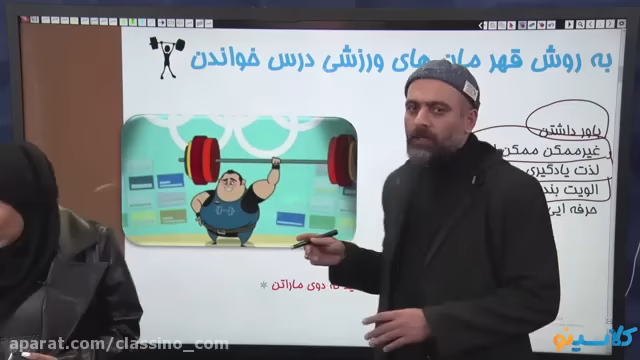 به روش قهرمان های ورزشی درس خواندن
باور داشتن
غیرممکن ممکن
لذت یادگیری
الویت بند
حرفه ایی
دوی ماراتن *
کلاسینو
aparat.com/classino_com